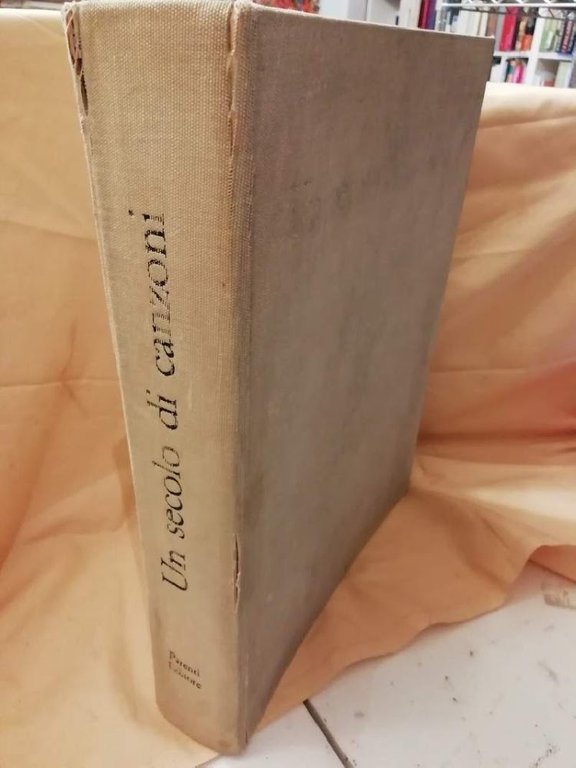 Un secolo di canzoni
Parenti
Editore